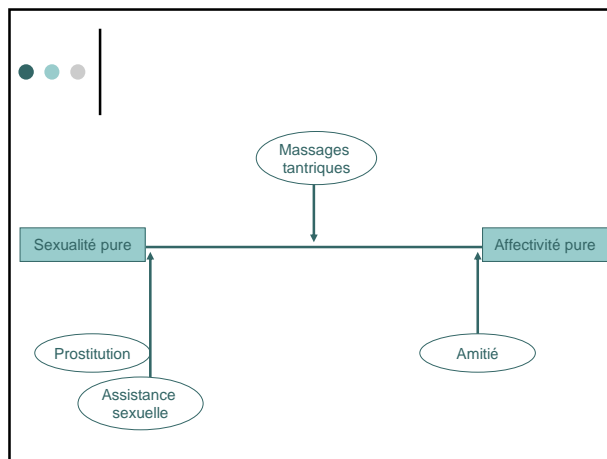 Massages
tantriques
Sexualité pure
Affectivité pure
Prostitution
Amitié
Assistance
sexuelle